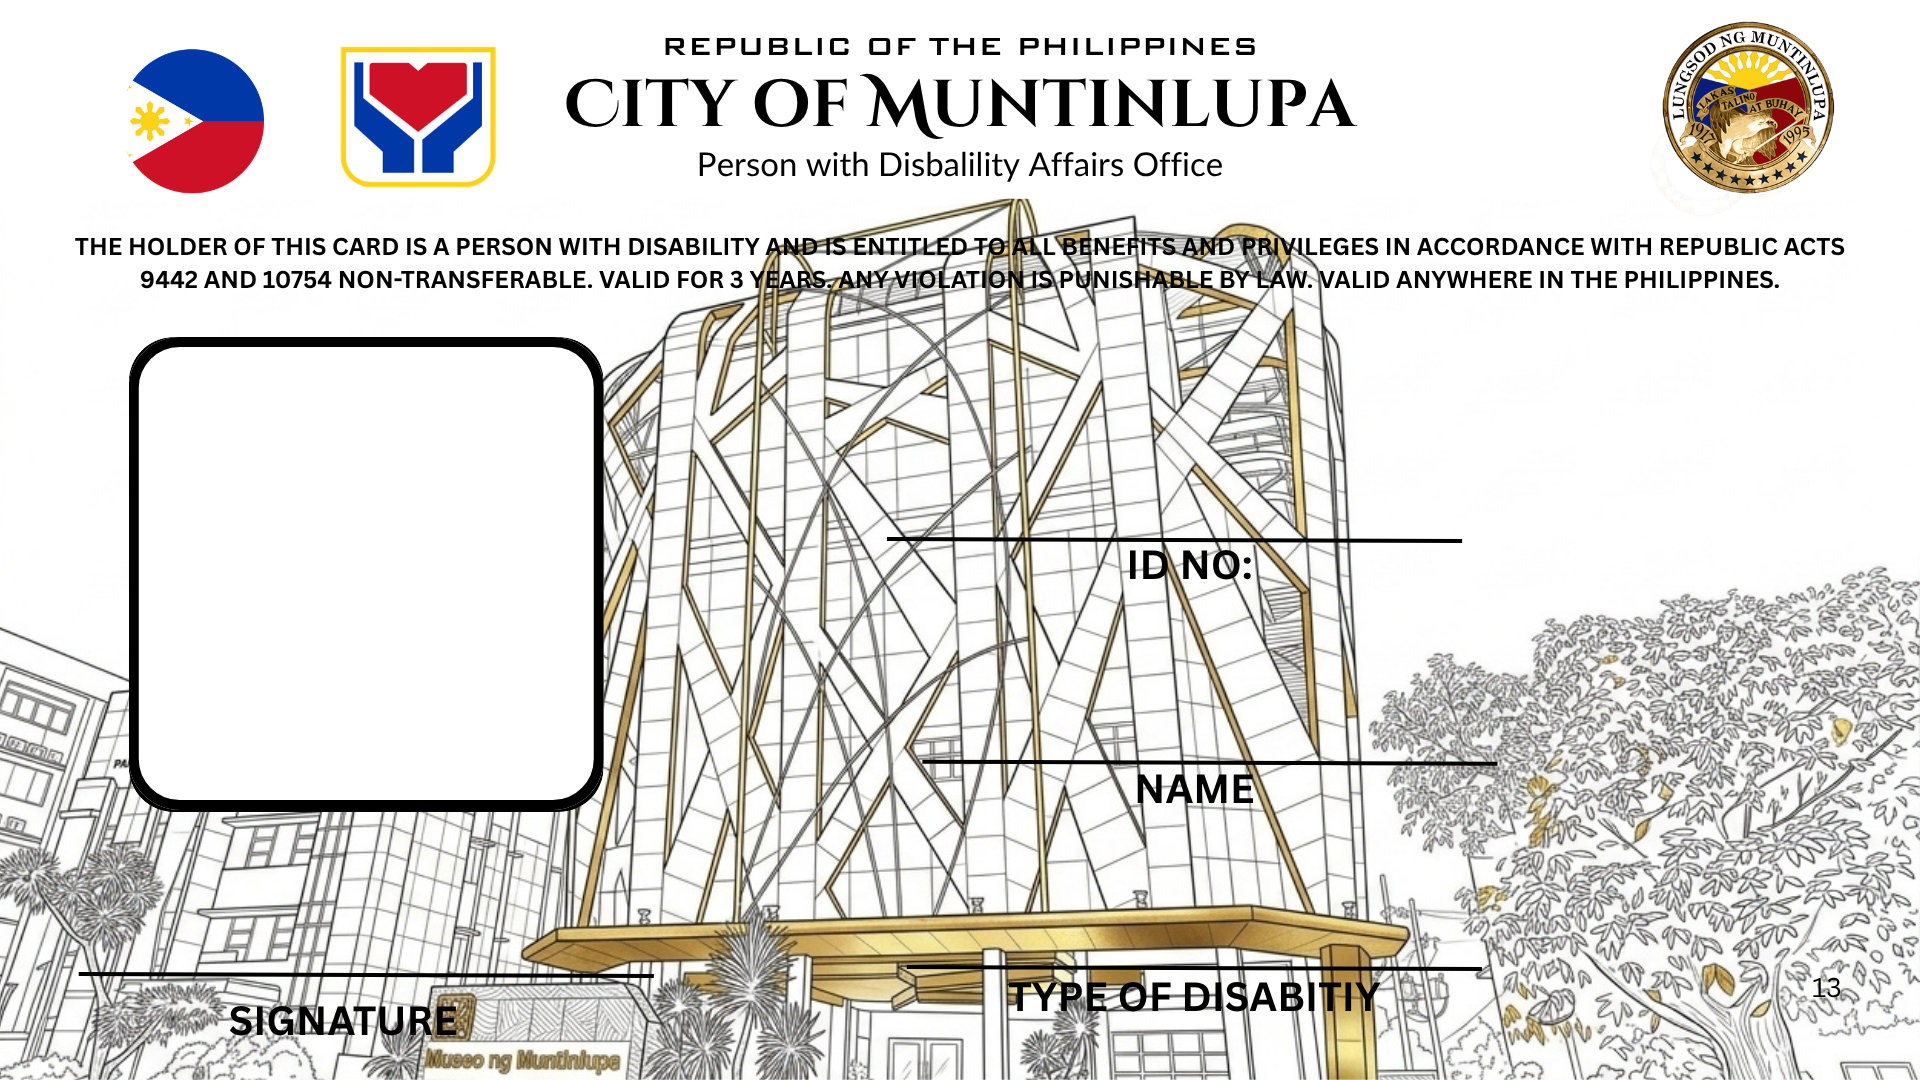 REPUBLIC OF THE PHILIPPINES
CITY OF MUNTINLUPA
Person with Disbalility Affairs Office
LUNGSOD NG MUNTINLUPA
LAKAS TALINO AT BUHAY
1917 1995
THE HOLDER OF THIS CARD IS A PERSON WITH DISABILITY AND IS ENTITLED TO ALL BENEFITS AND PRIVILEGES IN ACCORDANCE WITH REPUBLIC ACTS
9442 AND 10754 NON-TRANSFERABLE. VALID FOR 3 YEARS. ANY VIOLATION IS PUNISHABLE BY LAW. VALID ANYWHERE IN THE PHILIPPINES.
ID NO:
NAME
TYPE OF DISABITIY
13
SIGNATURE
Museo ng Muntinlupa